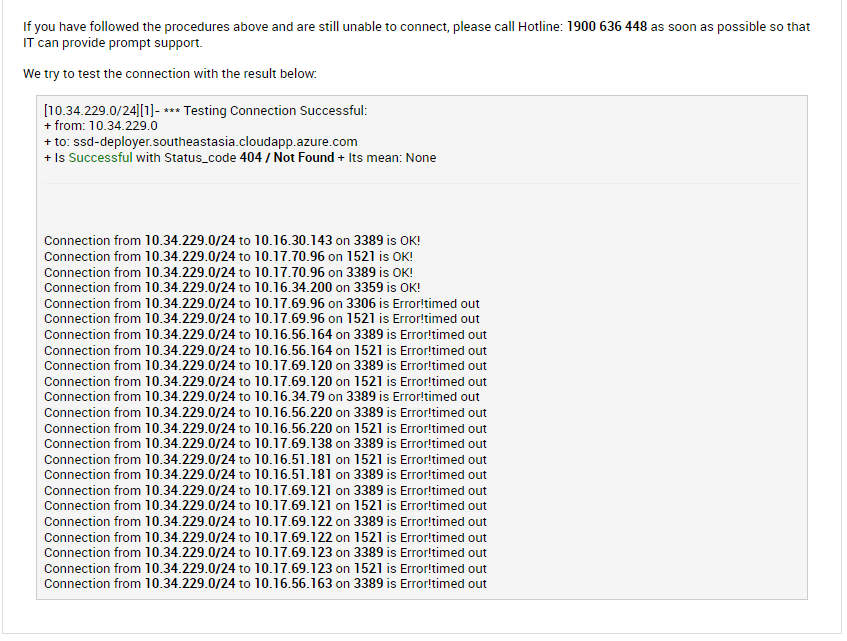 If you have followed the procedures above and are still unable to connect, please call Hotline: 1900 636 448 as soon as possible so that
IT can provide prompt support.
We try to test the connection with the result below:
[10.34.229.0/24][1]- *** Testing Connection Successful:
+ from: 10.34.229.0
+ to: ssd-deployer.southeastasia.cloudapp.azure.com
+ Is Successful with Status_code 404 / Not Found + Its mean: None
Connection from 10.34.229.0/24 to 10.16.30.143 on 3389 is OK!
Connection from 10.34.229.0/24 to 10.17.70.96 on 1521 is OK!
Connection from 10.34.229.0/24 to 10.17.70.96 on 3389 is OK!
Connection from 10.34.229.0/24 to 10.16.34.200 on 3359 is OK!
Connection from 10.34.229.0/24 to 10.17.69.96 on 3306 is Error!timed out
Connection from 10.34.229.0/24 to 10.17.69.96 on 1521 is Error!timed out
Connection from 10.34.229.0/24 to 10.16.56.164 on 3389 is Error!timed out
Connection from 10.34.229.0/24 to 10.16.56.164 on 1521 is Error!timed out
Connection from 10.34.229.0/24 to 10.17.69.120 on 3389 is Error!timed out
Connection from 10.34.229.0/24 to 10.17.69.120 on 1521 is Error!timed out
Connection from 10.34.229.0/24 to 10.16.34.79 on 3389 is Error!timed out
Connection from 10.34.229.0/24 to 10.16.56.220 on 3389 is Error!timed out
Connection from 10.34.229.0/24 to 10.16.56.220 on 1521 is Error!timed out
Connection from 10.34.229.0/24 to 10.17.69.138 on 3389 is Error!timed out
Connection from 10.34.229.0/24 to 10.16.51.181 on 1521 is Error!timed out
Connection from 10.34.229.0/24 to 10.16.51.181 on 3389 is Error!timed out
Connection from 10.34.229.0/24 to 10.17.69.121 on 3389 is Error!timed out
Connection from 10.34.229.0/24 to 10.17.69.121 on 1521 is Error!timed out
Connection from 10.34.229.0/24 to 10.17.69.122 on 3389 is Error!timed out
Connection from 10.34.229.0/24 to 10.17.69.122 on 1521 is Error!timed out
Connection from 10.34.229.0/24 to 10.17.69.123 on 3389 is Error!timed out
Connection from 10.34.229.0/24 to 10.17.69.123 on 1521 is Error!timed out
Connection from 10.34.229.0/24 to 10.16.56.163 on 3389 is Error!timed out